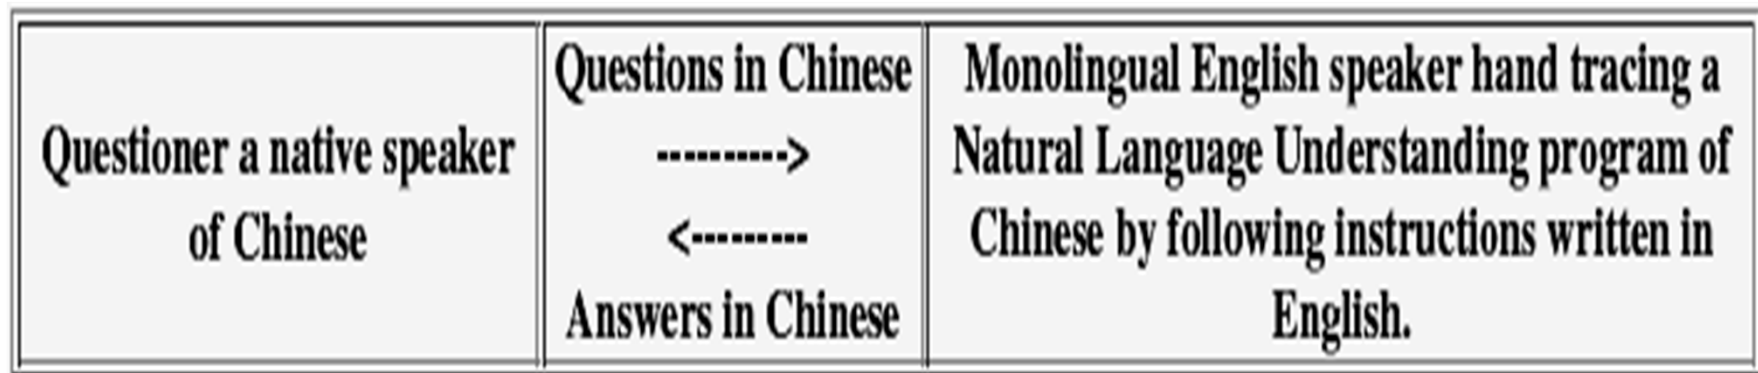 Questioner a native speaker
of Chinese
Questions in Chinese
---------->
<---------
Answers in Chinese
Monolingual English speaker hand tracing a
Natural Language Understanding program of
Chinese by following instructions written in
English.